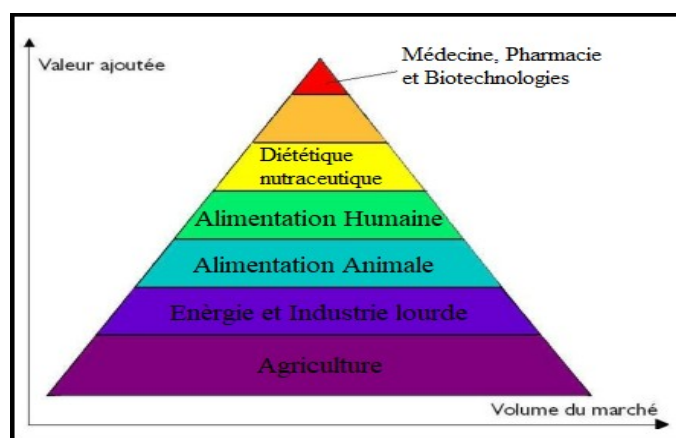 Valeur ajoutée
Médecine, Pharmacie
et Biotechnologies
Diététique
nutraceutique
Alimentation Humaine
Alimentation Animale
Enèrgie et Industrie lourde
Agriculture
Volume du marché